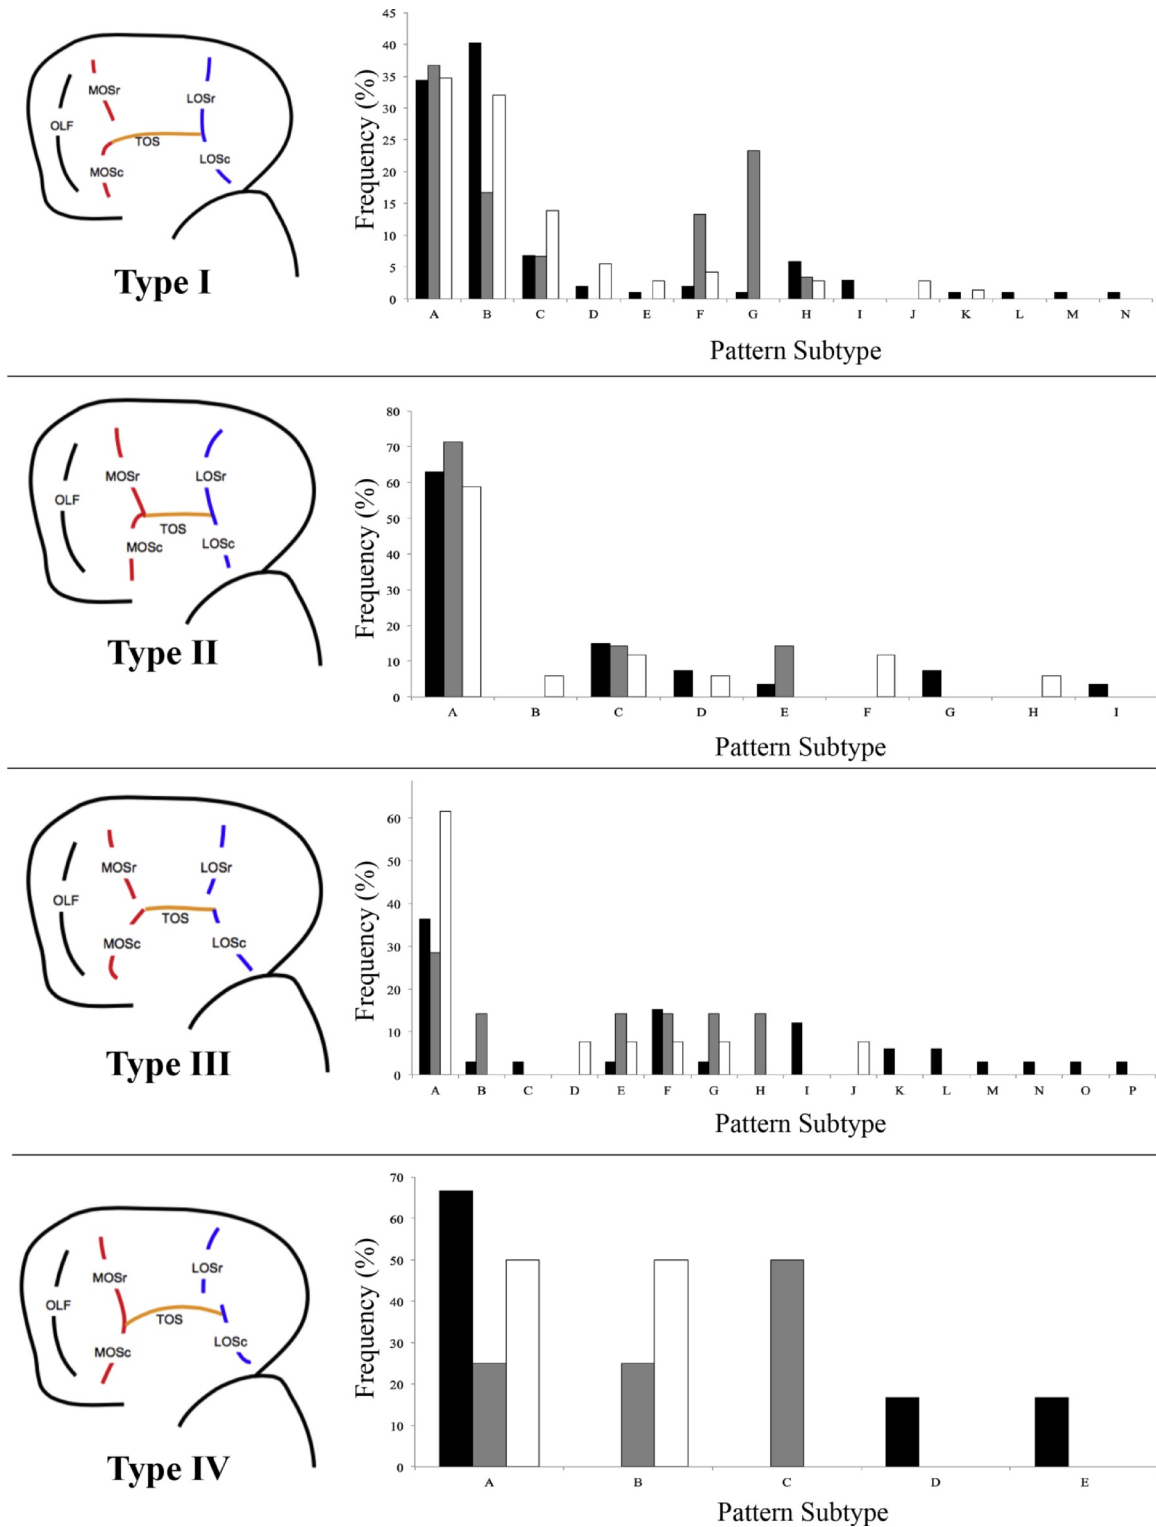 MOSr
LOSr
OLF
TOS
MOSc
LOSc
Type I
Frequency (%)
45
40
35
30
25
20
15
10
5
0
A B C D E F G H I J K L M N
Pattern Subtype
MOSr
LOSr
OLF
TOS
MOSc
LOSc
Type II
Frequency (%)
80
70
60
50
40
30
20
10
0
A B C D E F G H I
Pattern Subtype
MOSr
LOSr
OLF
TOS
MOSc
LOSc
Type III
Frequency (%)
60
50
40
30
20
10
0
A B C D E F G H I J K L M N O P
Pattern Subtype
LOSr
MOSr
OLF
TOS
LOSc
MOSc
Type IV
Frequency (%)
70
60
50
40
30
20
10
0
A B C D E
Pattern Subtype